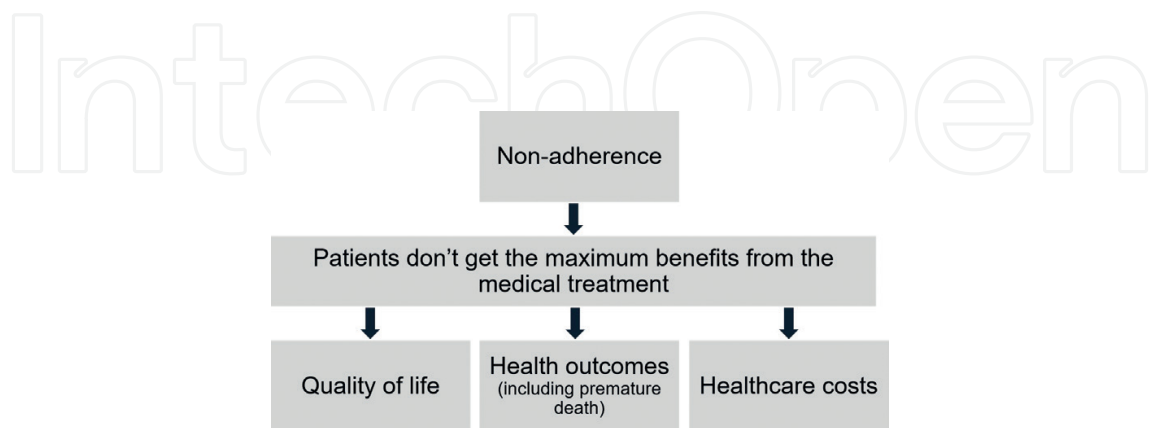 IntechOpen
Non-adherence
Patients don't get the maximum benefits from the
medical treatment
Quality of life
Health outcomes
(including premature
death)
Healthcare costs